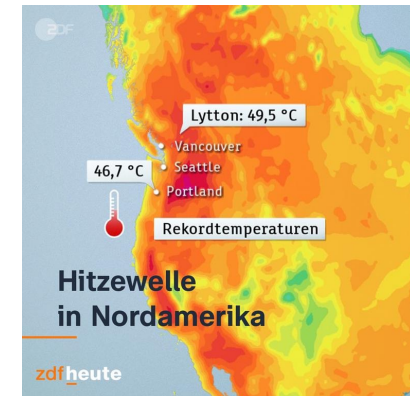 ZDF
Lytton: 49,5 °C
Vancouver
Seattle
46,7 °C
Portland
Rekordtemperaturen
Hitzewelle
in Nordamerika
zdfheute